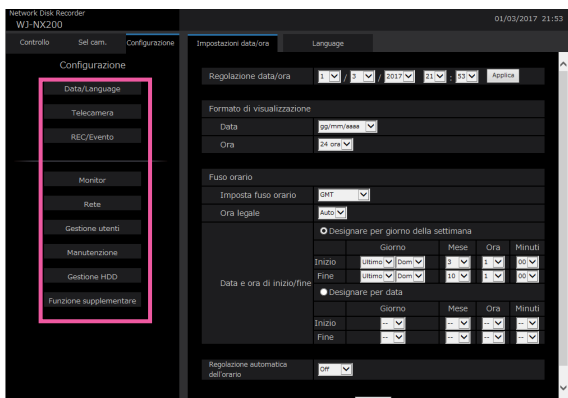 Network Disk Recorder
WJ-NX200
01/03/2017 21:53
Controllo Sel cam. Configurazione
Impostazioni data/ora Language
Configurazione
Data/Language
Telecamera
REC/Evento
Monitor
Rete
Gestione utenti
Manutenzione
Gestione HDD
Funzione supplementare
Regolazione data/ora 1 / 3 / 2017 21 : 53 Applica
Formato di visualizzazione
Data gg/mm/aaaa
Ora 24 ore
Fuso orario
Imposta fuso orario GMT
Ora legale Auto
Data e ora di inizio/fine
Designare per giorno della settimana
Giorno Mese Ora Minuti
Inizio Ultimo Dom 3 1 00
Fine Ultimo Dom 10 1 00
Designare per data
Giorno Mese Ora Minuti
Inizio -- -- -- --
Fine -- -- -- --
Regolazione automatica
dell'orario Off